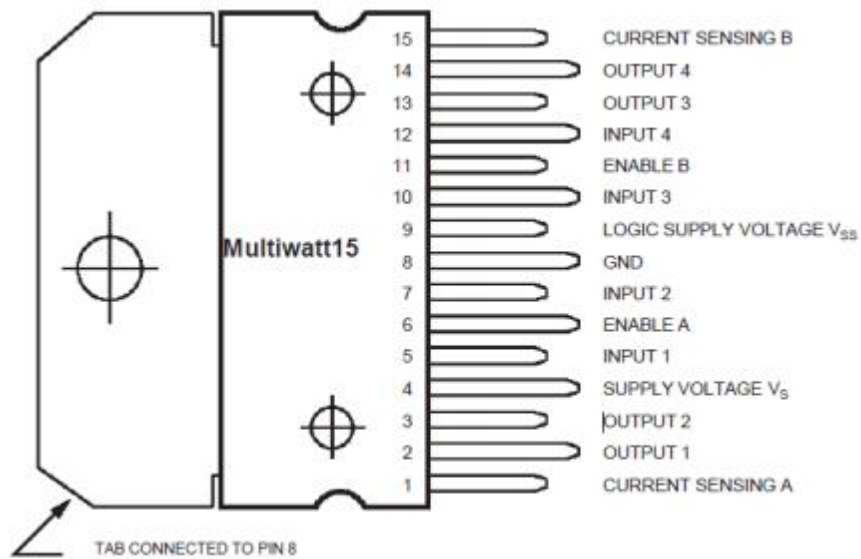 15 CURRENT SENSING B
14 OUTPUT 4
13 OUTPUT 3
12 INPUT 4
11 ENABLE B
10 INPUT 3
9 LOGIC SUPPLY VOLTAGE VSS
Multiwatt15
8 GND
7 INPUT 2
6 ENABLE A
5 INPUT 1
4 SUPPLY VOLTAGE VS
3 OUTPUT 2
2 OUTPUT 1
1 CURRENT SENSING A
TAB CONNECTED TO PIN 8